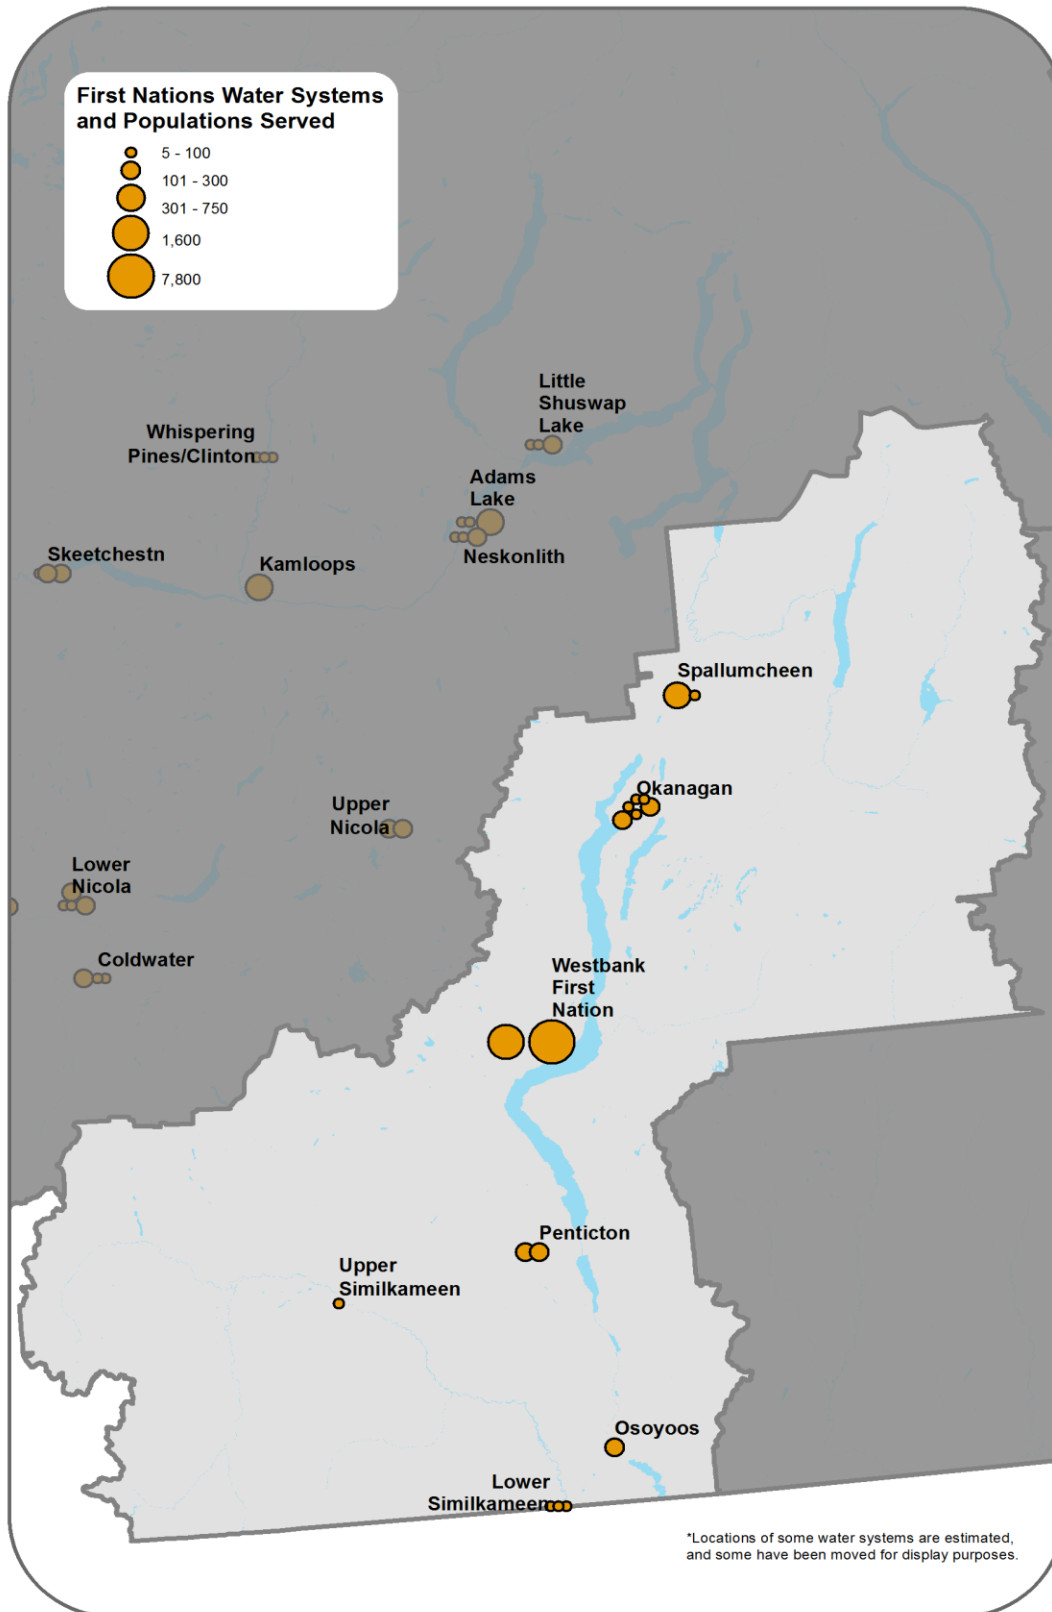 First Nations Water Systems
and Populations Served
5 - 100
101 - 300
301 - 750
1,600
7,800
Little
Shuswap
Lake
Whispering
Pines/Clinton
Adams
Lake
Skeetchestn
Kamloops
Neskonlith
Spallumcheen
Okanagan
Upper
Nicola
Lower
Nicola
Coldwater
Westbank
First
Nation
Penticton
Upper
Similkameen
Osoyoos
Lower
Similkameen
*Locations of some water systems are estimated,
and some have been moved for display purposes.